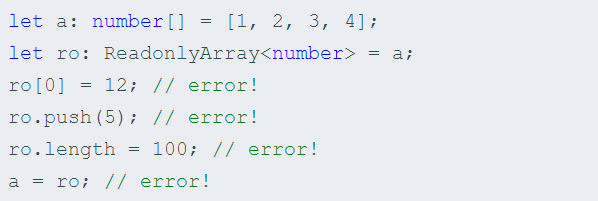 let a: number[] = [1, 2, 3, 4];
let ro: ReadonlyArray<number> = a;
ro[0] = 12; // error!
ro.push(5); // error!
ro.length = 100; // error!
a = ro; // error!